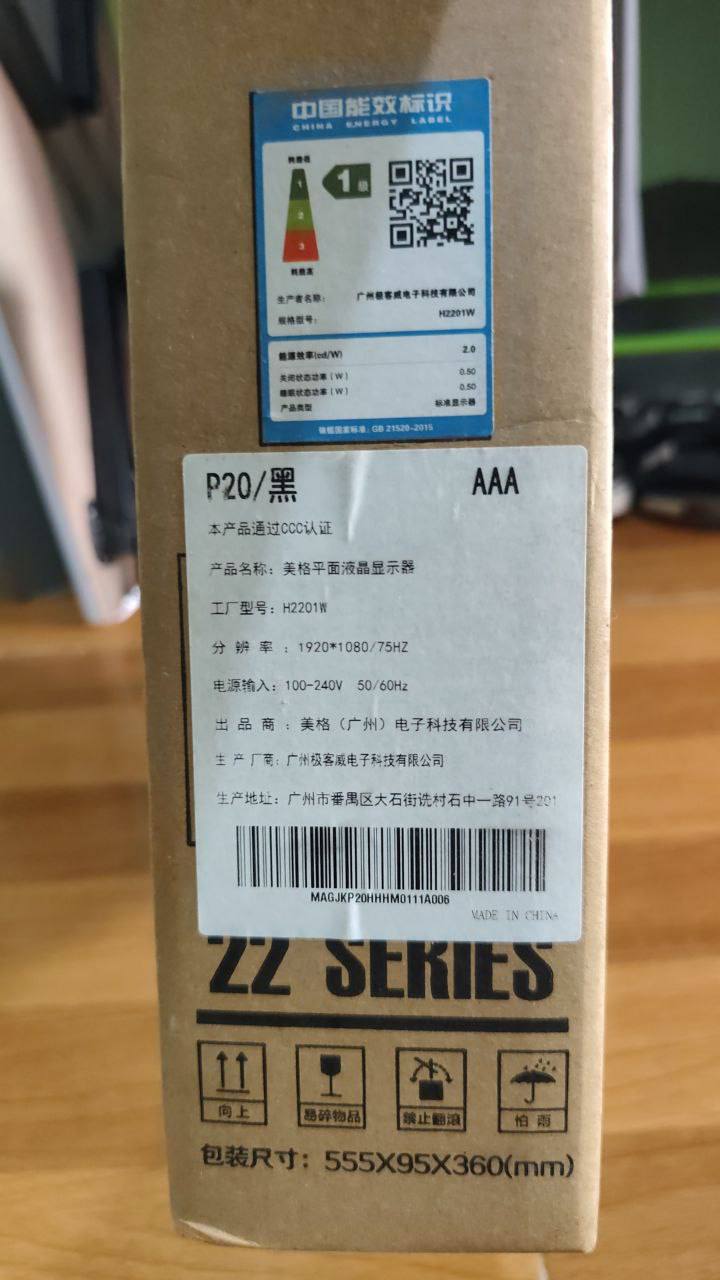 中国能效标识
CHINA ENERGY LABEL
耗能低
1
2
3
耗能高
1级
生产者名称： 广州极客威电子科技有限公司
规格型号： H2201W
能源效率(cd/W) 2.0
关闭状态功率（W） 0.50
睡眠状态功率（W） 0.50
产品类型 标准显示器
依据国家标准：GB 21520-2015
P20/黑 AAA
本产品通过CCC认证
产品名称：美格平面液晶显示器
工厂型号：H2201W
分 辨 率 ：1920*1080/75HZ
电源输入：100-240V 50/60Hz
出 品 商 ：美格（广州）电子科技有限公司
生 产 厂商：广州极客威电子科技有限公司
生产地址：广州市番禺区大石街诜村石中一路91号201
MAGJKP20HHHM0111A006
MADE IN CHINA
22 SERIES
向上
易碎物品
禁止翻滚
怕雨
包装尺寸：555X95X360(mm)